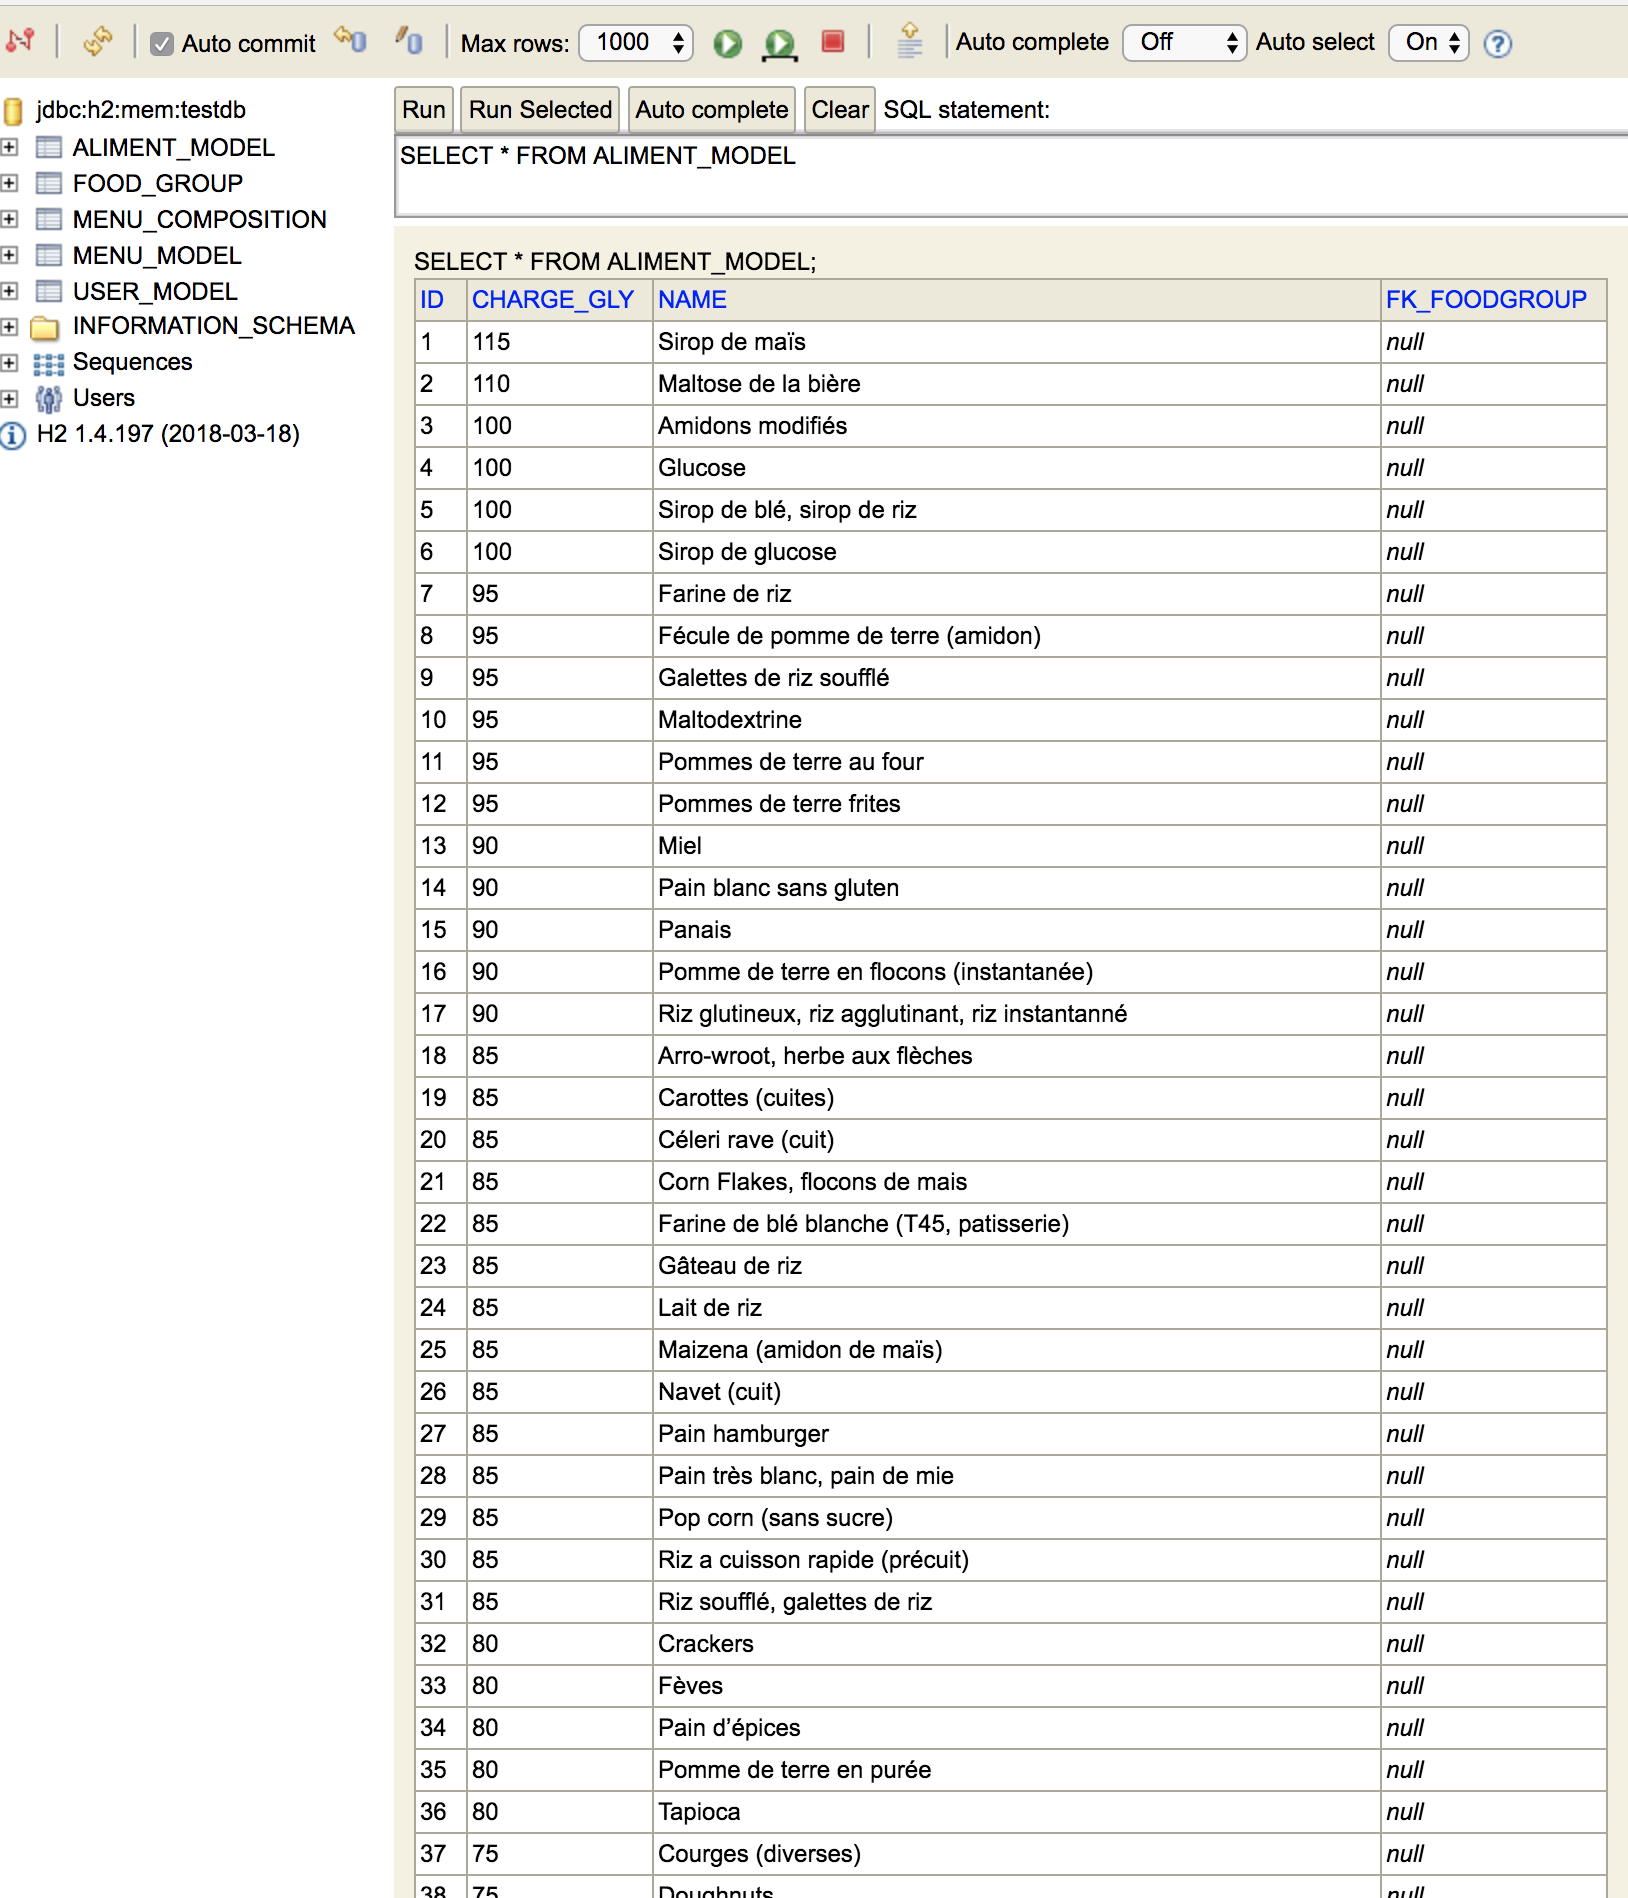 Auto commit Max rows: 1000 Auto complete Off Auto select On
jdbc:h2:mem:testdb
ALIMENT_MODEL
FOOD_GROUP
MENU_COMPOSITION
MENU_MODEL
USER_MODEL
INFORMATION_SCHEMA
Sequences
Users
H2 1.4.197 (2018-03-18)
Run Run Selected Auto complete Clear SQL statement:
SELECT * FROM ALIMENT_MODEL
SELECT * FROM ALIMENT_MODEL;
ID CHARGE_GLY NAME FK_FOODGROUP
1 115 Sirop de maïs null
2 110 Maltose de la bière null
3 100 Amidons modifiés null
4 100 Glucose null
5 100 Sirop de blé, sirop de riz null
6 100 Sirop de glucose null
7 95 Farine de riz null
8 95 Fécule de pomme de terre (amidon) null
9 95 Galettes de riz soufflé null
10 95 Maltodextrine null
11 95 Pommes de terre au four null
12 95 Pommes de terre frites null
13 90 Miel null
14 90 Pain blanc sans gluten null
15 90 Panais null
16 90 Pomme de terre en flocons (instantanée) null
17 90 Riz glutineux, riz agglutinant, riz instantanné null
18 85 Arro-wroot, herbe aux flèches null
19 85 Carottes (cuites) null
20 85 Céleri rave (cuit) null
21 85 Corn Flakes, flocons de mais null
22 85 Farine de blé blanche (T45, patisserie) null
23 85 Gâteau de riz null
24 85 Lait de riz null
25 85 Maizena (amidon de maïs) null
26 85 Navet (cuit) null
27 85 Pain hamburger null
28 85 Pain très blanc, pain de mie null
29 85 Pop corn (sans sucre) null
30 85 Riz a cuisson rapide (précuit) null
31 85 Riz soufflé, galettes de riz null
32 80 Crackers null
33 80 Fèves null
34 80 Pain d’épices null
35 80 Pomme de terre en purée null
36 80 Tapioca null
37 75 Courges (diverses) null
38 75 Doughnuts null